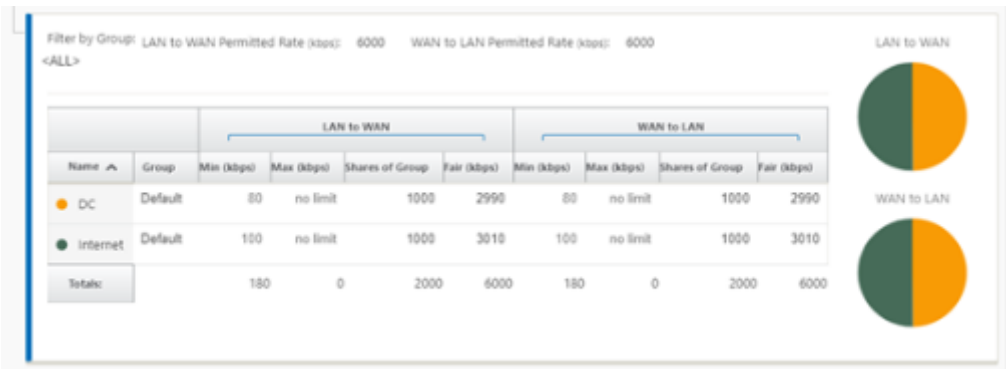 Filter by Group: LAN to WAN Permitted Rate (kbps): 6000 WAN to LAN Permitted Rate (kbps): 6000
<ALL>
LAN to WAN
LAN to WAN WAN to LAN
Name Group Min (kbps) Max (kbps) Shares of Group Fair (kbps) Min (kbps) Max (kbps) Shares of Group Fair (kbps)
DC Default 80 no limit 1000 2990 80 no limit 1000 2990
Internet Default 100 no limit 1000 3010 100 no limit 1000 3010
Totals: 180 0 2000 6000 180 0 2000 6000
WAN to LAN